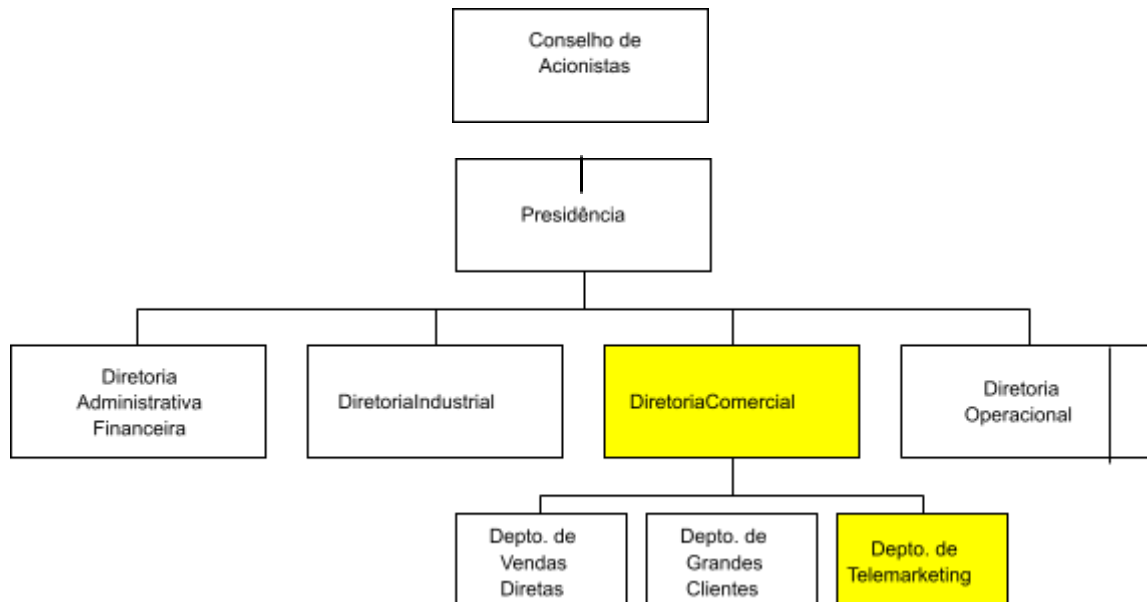 Conselho de
Acionistas
Presidência
Diretoria
Administrativa
Financeira
DiretoriaIndustrial
DiretoriaComercial
Diretoria
Operacional
Depto. de
Vendas
Diretas
Depto. de
Grandes
Clientes
Depto. de
Telemarketing